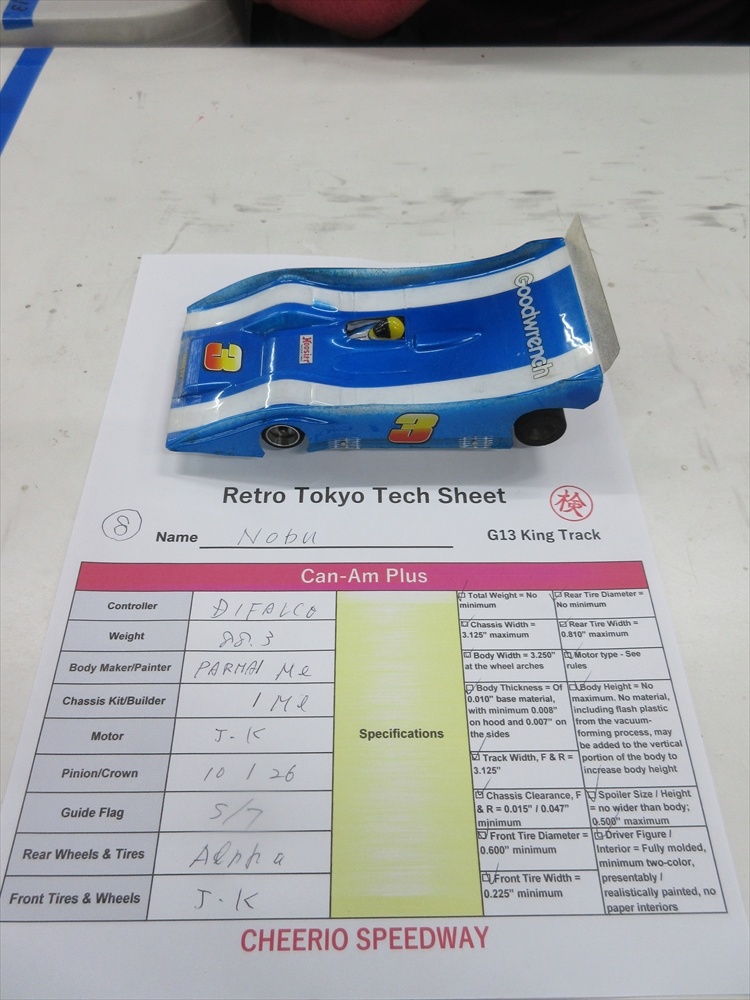 Goodwrench
3
Hoosier
3
Retro Tokyo Tech Sheet
検
8
Name Nobu
G13 King Track
Can-Am Plus
Controller DIFALCO
Weight 88.3
Body Maker/Painter PARMA / Me
Chassis Kit/Builder / Me
Motor J-K
Pinion/Crown 10 / 26
Guide Flag
Rear Wheels & Tires Alpha
Front Tires & Wheels J-K
Specifications
Total Weight = No
minimum
Chassis Width =
3.125" maximum
Body Width = 3.250"
at the wheel arches
Body Thickness = Of
0.010" base material,
with minimum 0.008"
on hood and 0.007" on
the sides
Track Width, F & R =
3.125"
Chassis Clearance, F
& R = 0.015" / 0.047"
minimum
Front Tire Diameter =
0.600" minimum
Front Tire Width =
0.225" minimum
Rear Tire Diameter =
No minimum
Rear Tire Width =
0.810" maximum
Motor type - See
rules
Body Height = No
maximum. No material,
including flash plastic
from the vacuum-
forming process, may
be added to the vertical
portion of the body to
increase body height
Spoiler Size / Height
= no wider than body;
0.500" maximum
Driver Figure /
Interior = Fully molded,
minimum two-color,
presentably /
realistically painted, no
paper interiors
CHEERIO SPEEDWAY